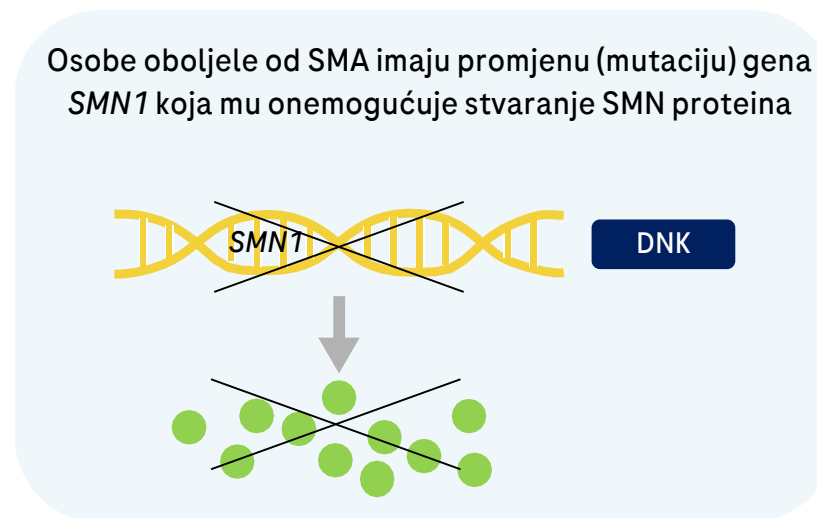 Osobe oboljele od SMA imaju promjenu (mutaciju) gena
SMN1 koja mu onemogućuje stvaranje SMN proteina
SMN1
DNK